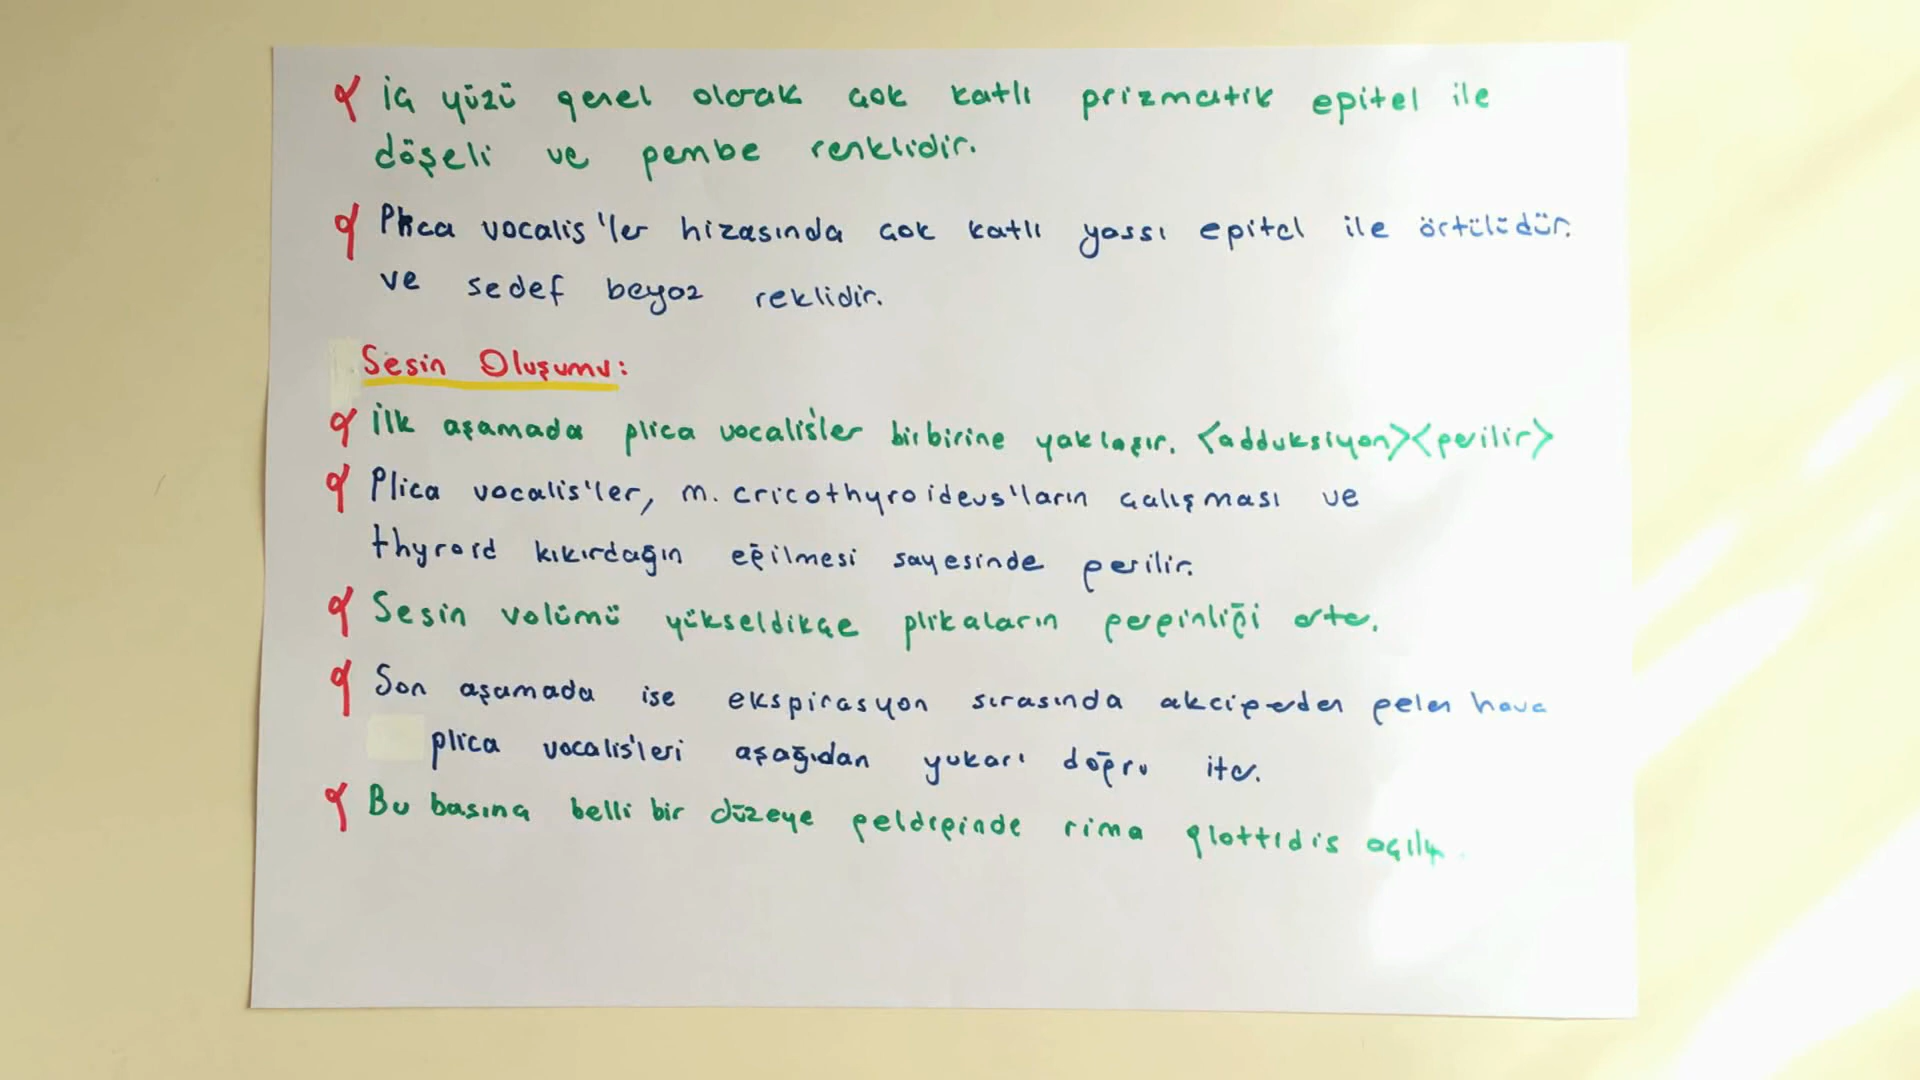 İç yüzü genel olarak çok katlı prizmatik epitel ile
döşeli ve pembe renklidir.
Plica vocalis'ler hizasında çok katlı yassı epitel ile örtülüdür.
ve sedef beyaz reklidir.
Sesin Oluşumu:
İlk aşamada plica vocalis'ler birbirine yaklaşır. <adduksiyon><gerilir>
Plica vocalis'ler, m. cricothyroideus'ların çalışması ve
thyroid kıkırdağın eğilmesi sayesinde gerilir.
Sesin volümü yükseldikçe plikaların gerginliği artar.
Son aşamada ise ekspirasyon sırasında akciğerden gelen hava
plica vocalis'leri aşağıdan yukarı doğru iter.
Bu basınç belli bir düzeye geldiğinde rima glottidis açılır.